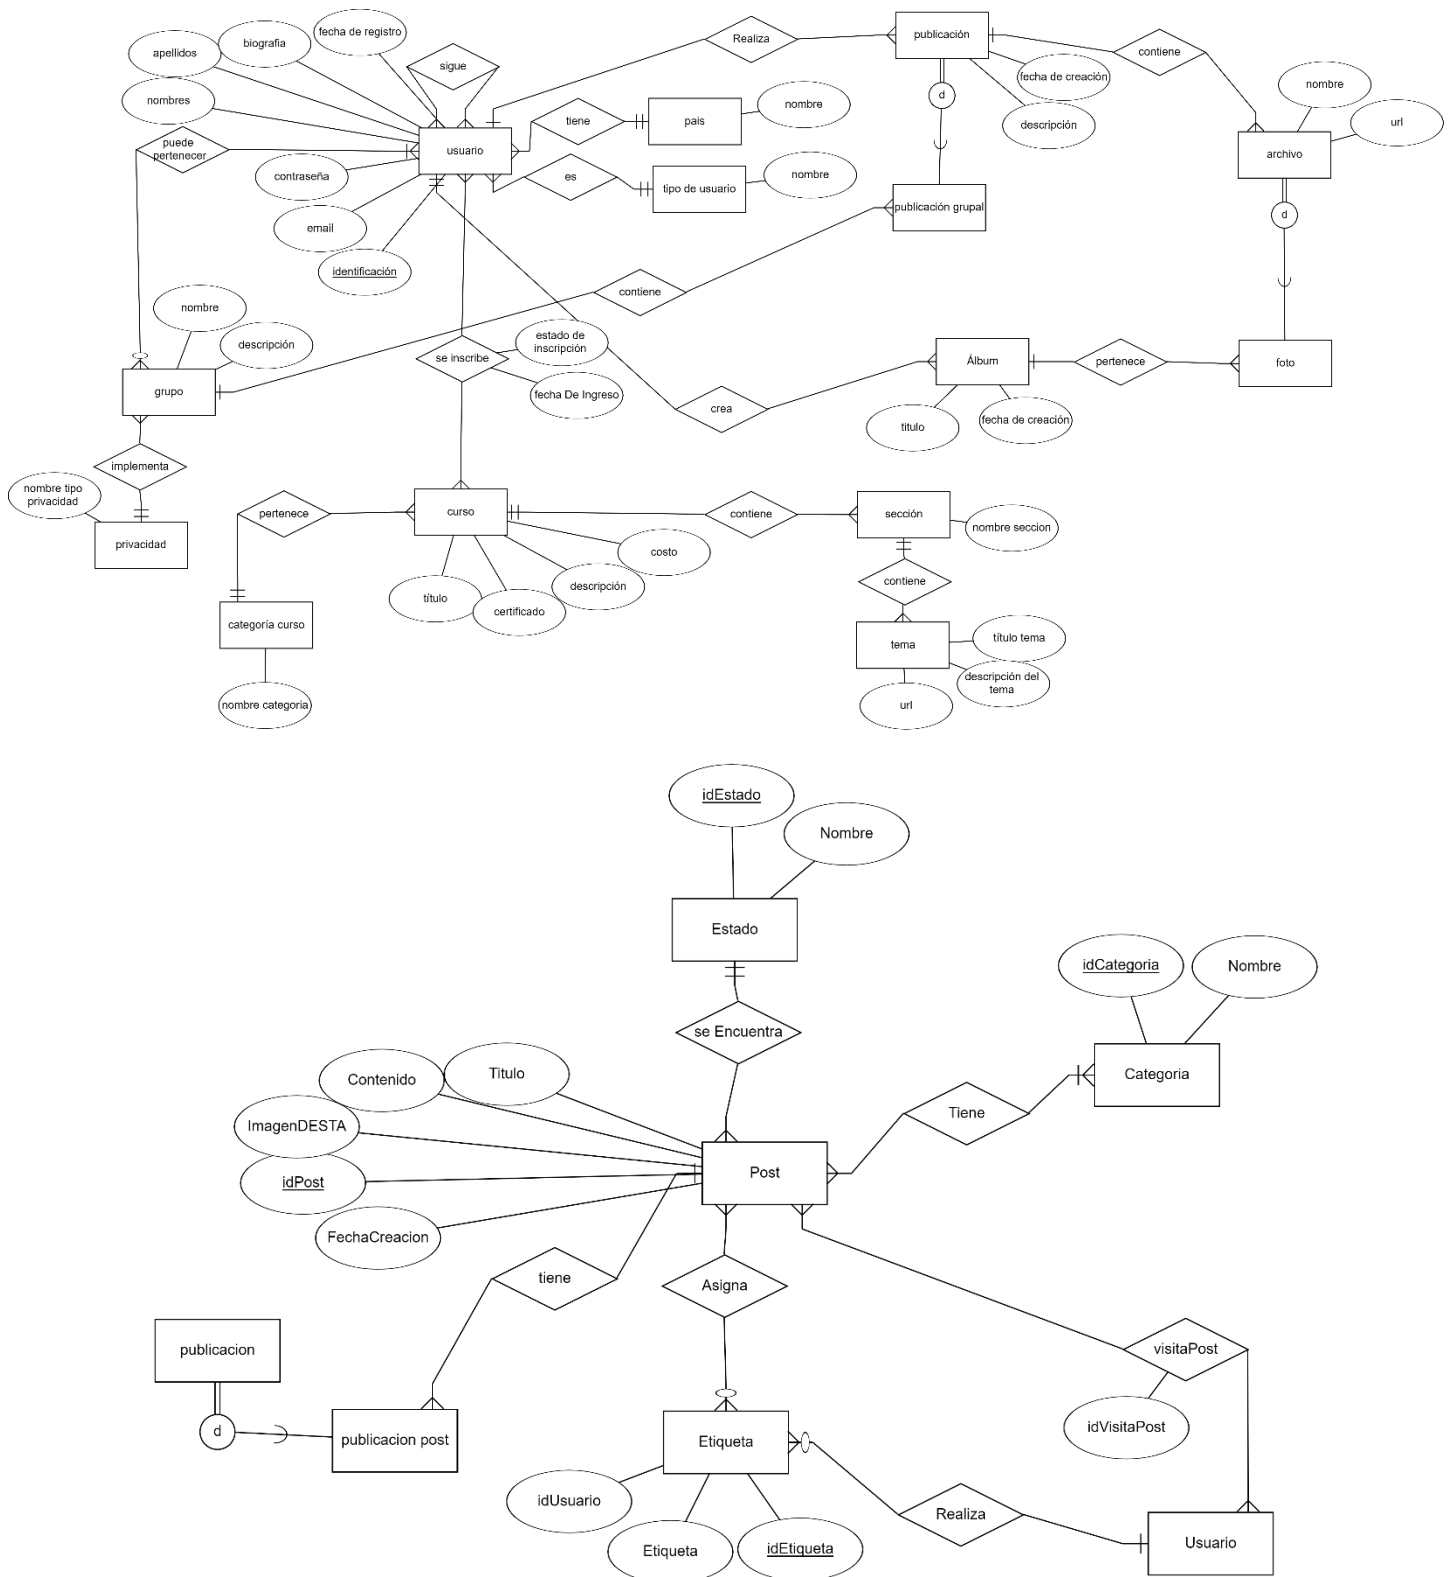 fecha de registro
biografia
apellidos
sigue
Realiza
publicación
contiene
fecha de creación
nombre
nombres
tiene
pais
nombre
d
descripción
url
puede
pertenecer
usuario
archivo
contraseña
es
tipo de usuario
nombre
publicación grupal
d
email
identificación
contiene
nombre
descripción
estado de
inscripción
se inscribe
fecha De Ingreso
grupo
Álbum
pertenece
foto
crea
titulo
fecha de creación
implementa
nombre tipo
privacidad
privacidad
pertenece
curso
contiene
sección
nombre seccion
costo
descripción
título
certificado
contiene
categoría curso
tema
título tema
descripción del
tema
nombre categoria
url
idEstado
Nombre
Estado
idCategoria
Nombre
se Encuentra
Contenido
Titulo
Categoria
ImagenDESTA
Tiene
idPost
Post
FechaCreacion
tiene
Asigna
publicacion
visitaPost
d
publicacion post
Etiqueta
idVisitaPost
idUsuario
Realiza
Etiqueta
idEtiqueta
Usuario